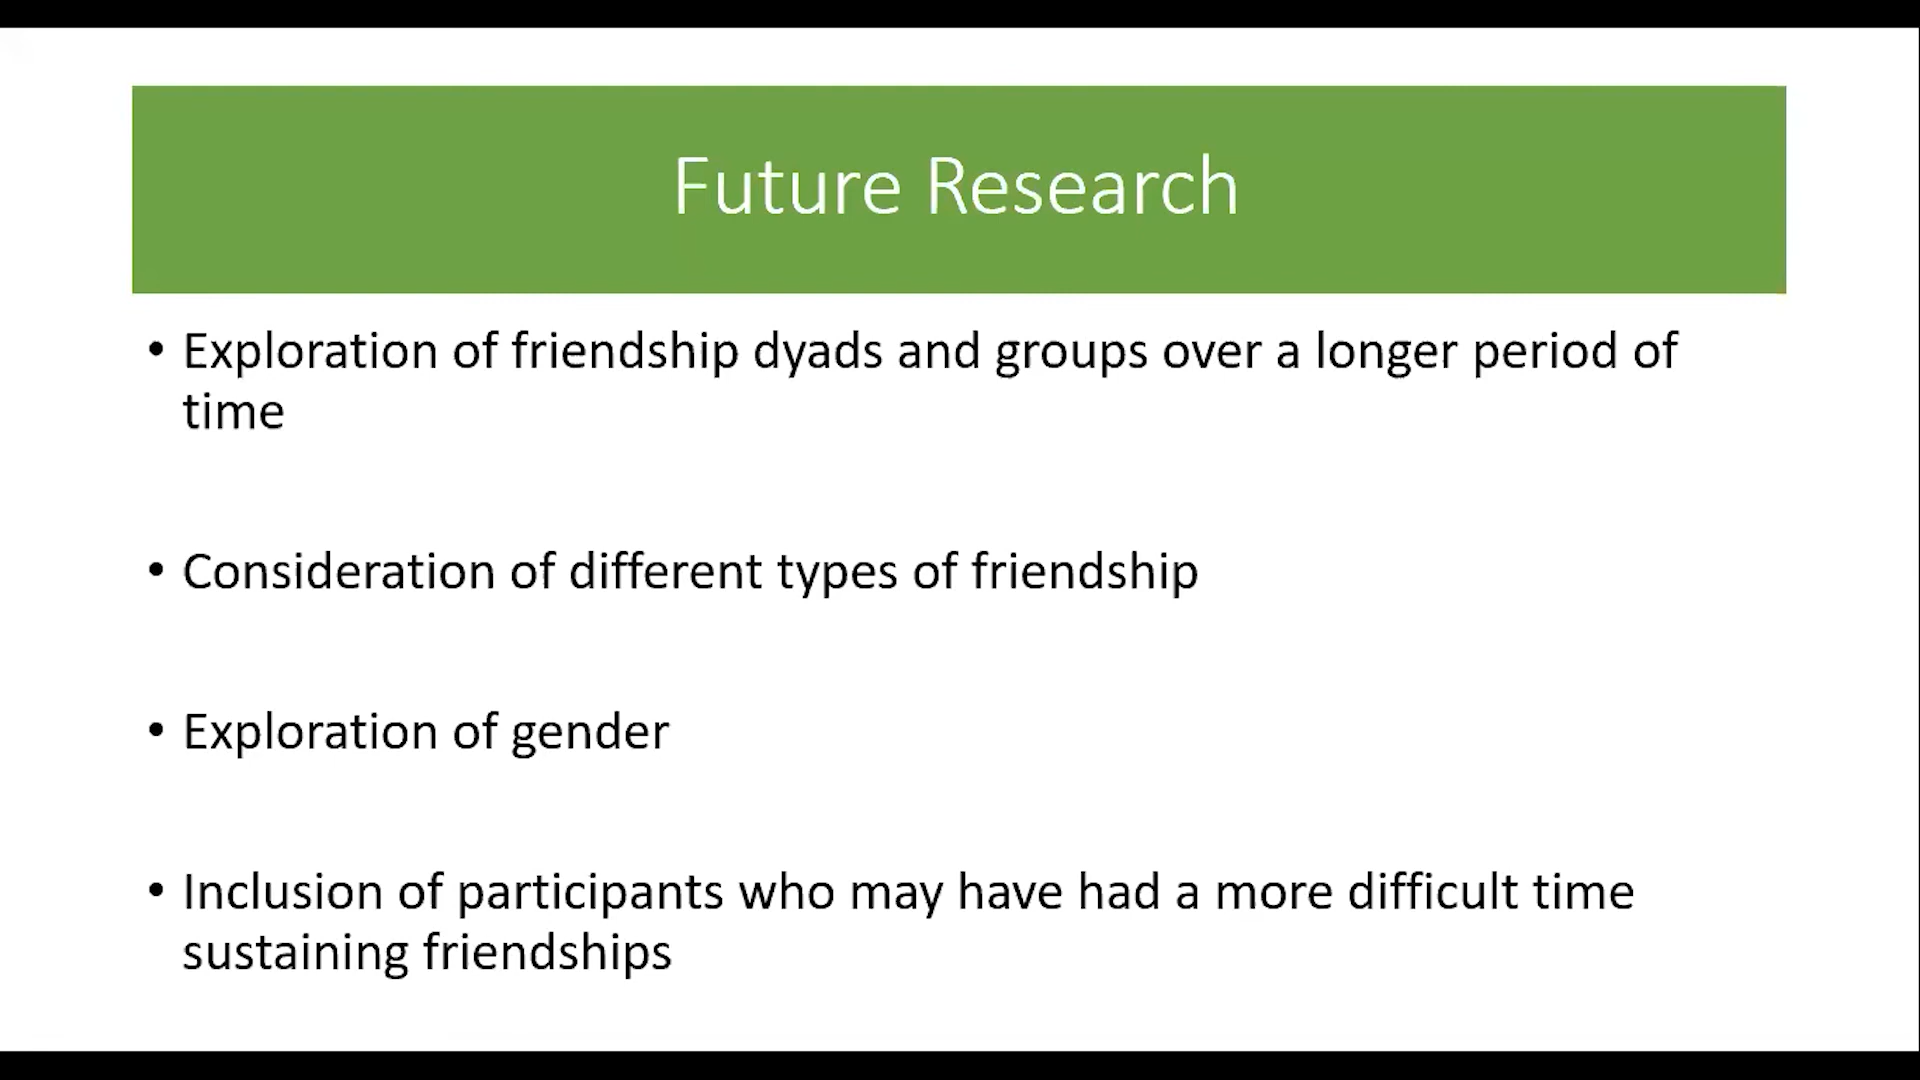 Future Research
• Exploration of friendship dyads and groups over a longer period of
time
• Consideration of different types of friendship
• Exploration of gender
• Inclusion of participants who may have had a more difficult time
sustaining friendships